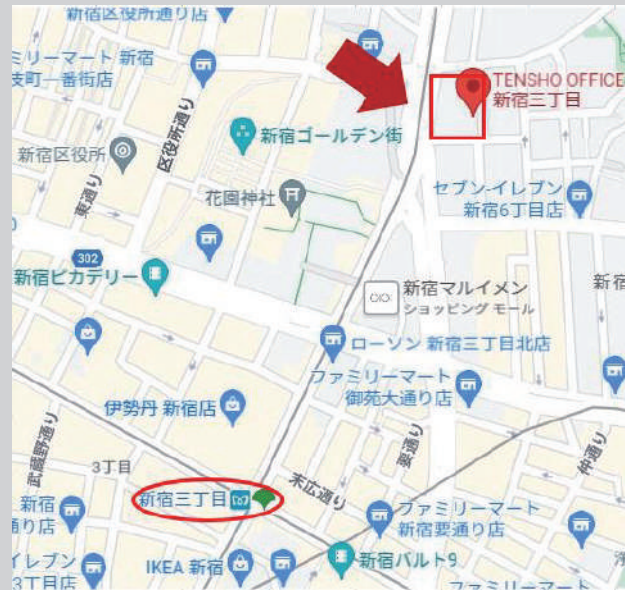 新宿区役所通り店
ミリーマート 新宿
支町一番街店
区役所通り
新宿ゴールデン街
TENSHO OFFICE
新宿三丁目
新宿区役所
東通り
花園神社
セブン-イレブン
新宿6丁目店
302
新宿ピカデリー
新宿マルイメン
ショッピング モール
新宿
ローソン 新宿三丁目北店
ファミリーマート
御苑大通り店
伊勢丹 新宿店
武蔵野通り
3丁目
要通り
仲通り
新宿三丁目
末広通り
新宿
通り店
ファミリーマート
新宿要通り店
イレブン
3丁目店
IKEA 新宿
新宿バルト9
ファミリーマート